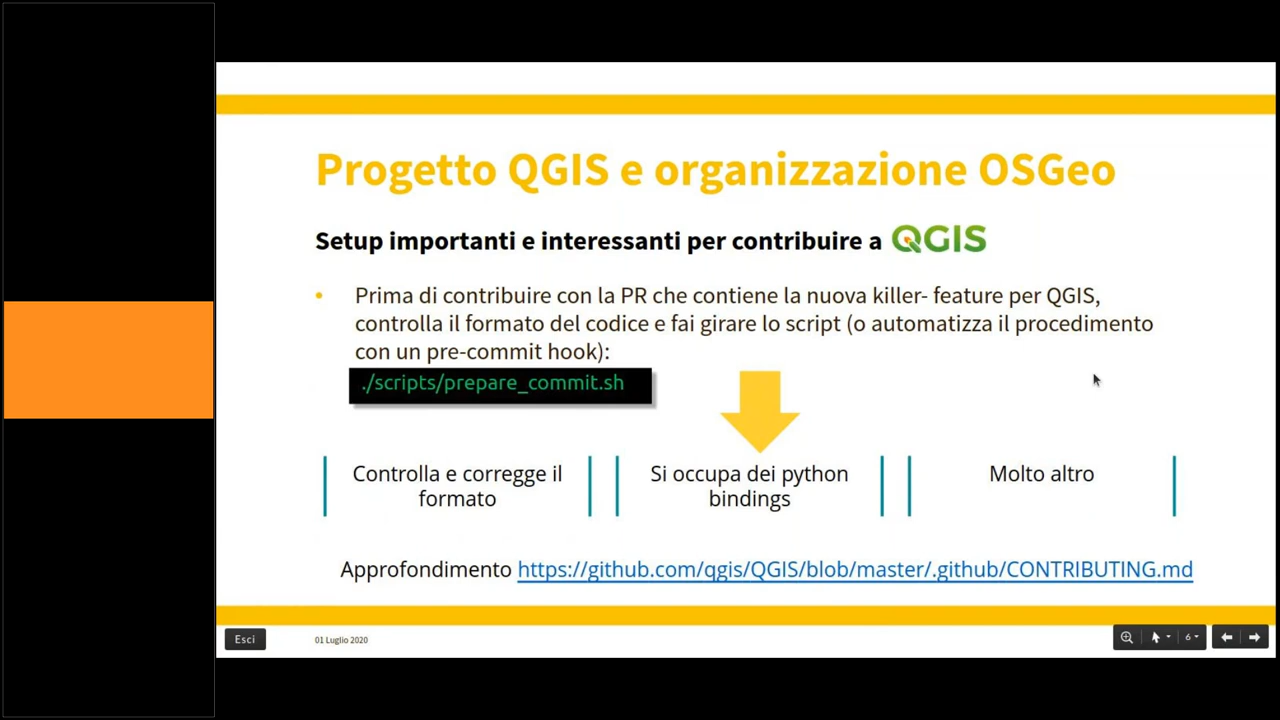 Progetto QGIS e organizzazione OSGeo
Setup importanti e interessanti per contribuire a QGIS
• Prima di contribuire con la PR che contiene la nuova killer- feature per QGIS,
controlla il formato del codice e fai girare lo script (o automatizza il procedimento
con un pre-commit hook):
./scripts/prepare_commit.sh
Controlla e corregge il
formato
Si occupa dei python
bindings
Molto altro
Approfondimento https://github.com/qgis/QGIS/blob/master/.github/CONTRIBUTING.md
Esci
01 Luglio 2020
6